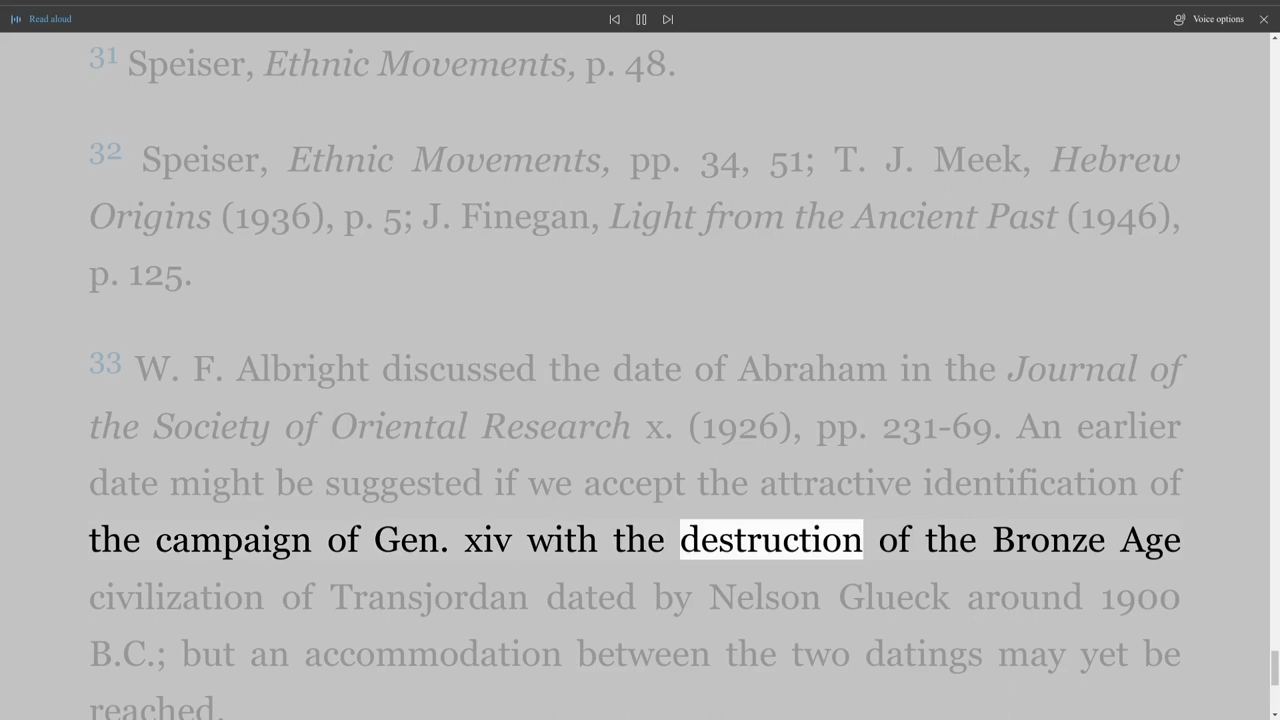 Read aloud
Voice options
31 Speiser, Ethnic Movements, p. 48.
32 Speiser, Ethnic Movements, pp. 34, 51; T. J. Meek, Hebrew
Origins (1936), p. 5; J. Finegan, Light from the Ancient Past (1946),
p. 125.
33 W. F. Albright discussed the date of Abraham in the Journal of
the Society of Oriental Research x. (1926), pp. 231-69. An earlier
date might be suggested if we accept the attractive identification of
the campaign of Gen. xiv with the destruction of the Bronze Age
civilization of Transjordan dated by Nelson Glueck around 1900
B.C.; but an accommodation between the two datings may yet be
reached.